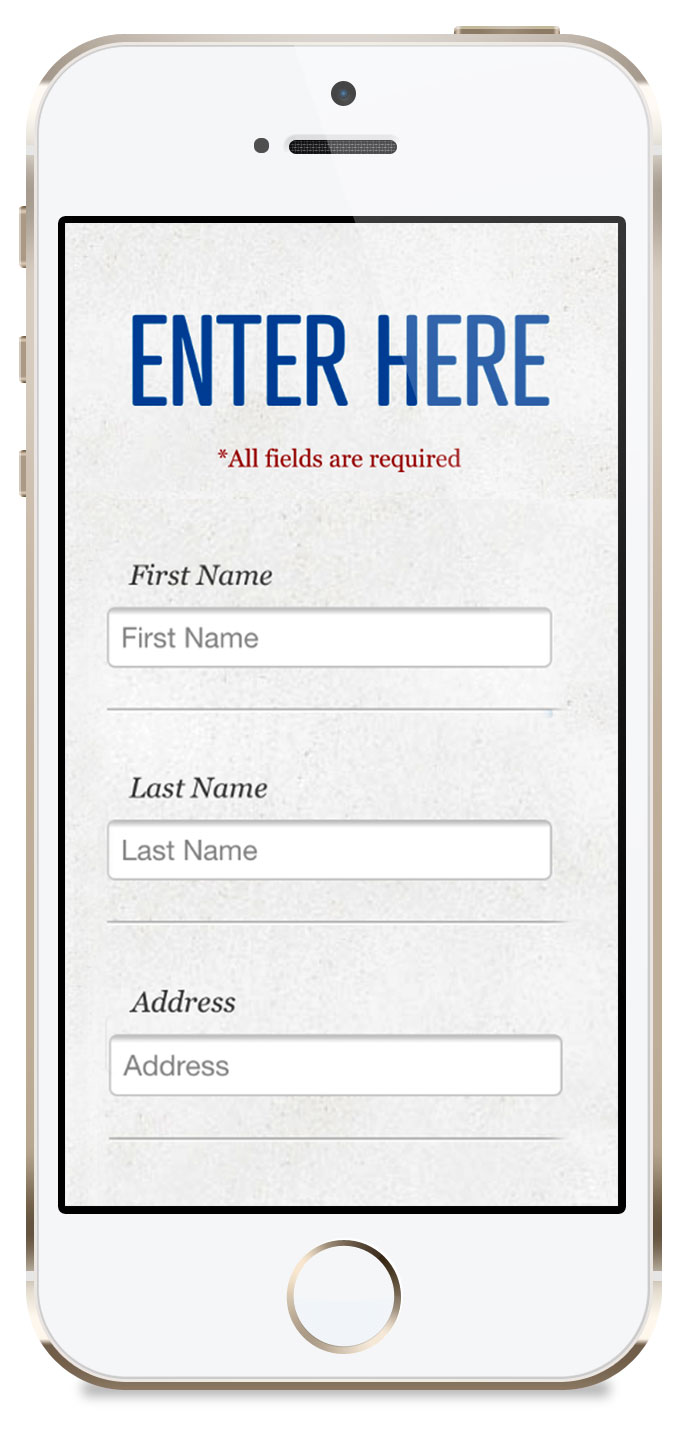 ENTER HERE
*All fields are required
First Name
First Name
Last Name
Last Name
Address
Address